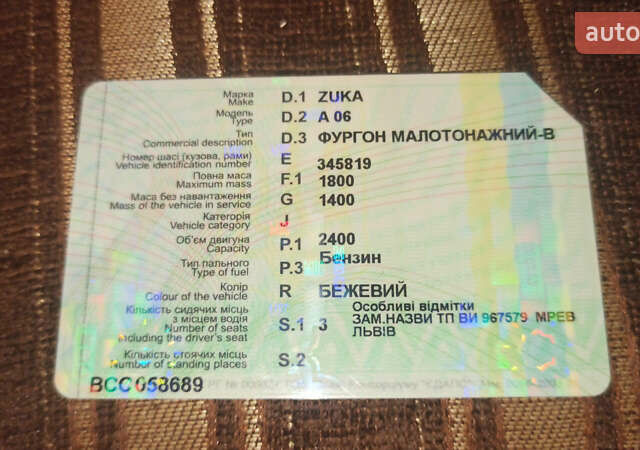 auto
Марка
Make D.1 ZUKA
Модель
Type D.2 A 06
Тип
Commercial description D.3 ФУРГОН МАЛОТОНАЖНИЙ-В
Номер шасі (кузова, рами)
Vehicle identification number E 345819
Повна маса
Maximum mass F.1 1800
Маса без навантаження
Mass of the vehicle in service G 1400
Категорія
Vehicle category J
Об'єм двигуна
Capacity P.1 2400
Тип пального
Type of fuel P.3 Бензин
Колір
Colour of the vehicle R БЕЖЕВИЙ
Кількість сидячих місць
з місцем водія
Number of seats
including the driver's seat S.1 3
Особливі відмітки
ЗАМ.НАЗВИ ТП ВИ 967579 МРЕВ
ЛЬВІВ
Кількість стоячих місць
Number of standing places S.2
ВСС 058689